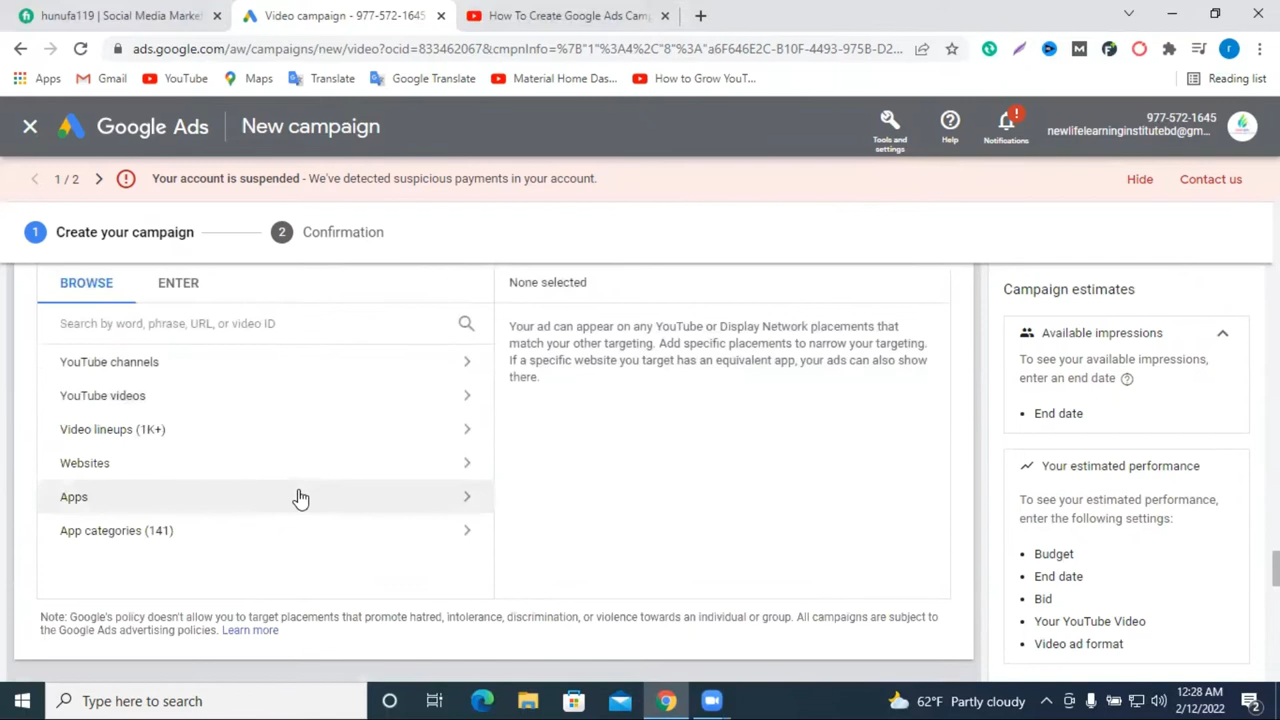 hunufa119 | Social Media Market
Video campaign - 977-572-1645
How To Create Google Ads Cam
ads.google.com/aw/campaigns/new/video?ocid=833462067&cmpnInfo=%7B"1"%3A4%2C"8"%3A"a6F646E2C-B10F-4493-975B-D2...
Apps
Gmail
YouTube
Maps
Translate
Google Translate
Material Home Das...
How to Grow YouT...
Reading list
Google Ads
New campaign
Tools and settings
Help
Notifications
977-572-1645
newlifelearninginstitutebd@gm...
1 / 2
Your account is suspended - We've detected suspicious payments in your account.
Hide
Contact us
1 Create your campaign
2 Confirmation
BROWSE
ENTER
Search by word, phrase, URL, or video ID
YouTube channels
YouTube videos
Video lineups (1K+)
Websites
Apps
App categories (141)
None selected
Your ad can appear on any YouTube or Display Network placements that
match your other targeting. Add specific placements to narrow your targeting.
If a specific website you target has an equivalent app, your ads can also show
there.
Note: Google's policy doesn't allow you to target placements that promote hatred, intolerance, discrimination, or violence towards an individual or group. All campaigns are subject to
the Google Ads advertising policies. Learn more
Campaign estimates
Available impressions
To see your available impressions,
enter an end date
• End date
Your estimated performance
To see your estimated performance,
enter the following settings:
• Budget
• End date
• Bid
• Your YouTube Video
• Video ad format
Type here to search
62°F Partly cloudy
12:28 AM
2/12/2022
2